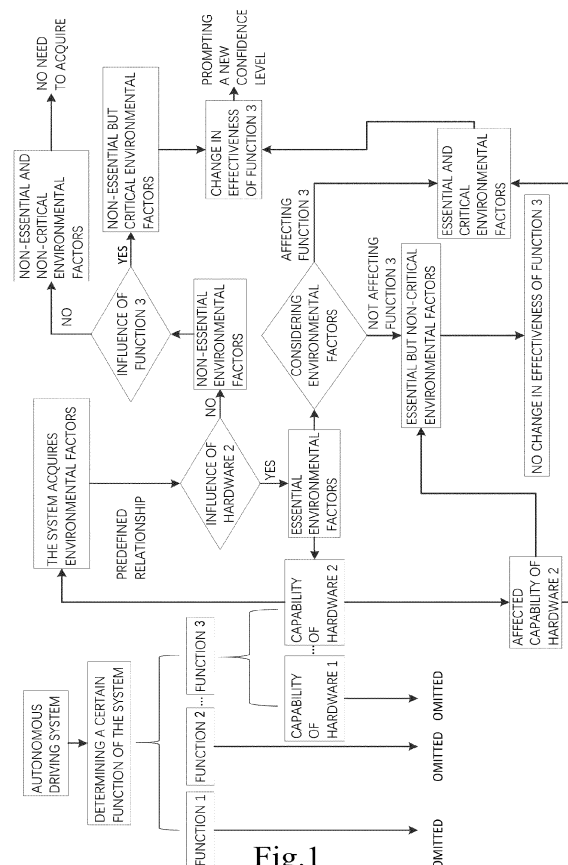 AUTONOMOUS
DRIVING SYSTEM
DETERMINING A CERTAIN
FUNCTION OF THE SYSTEM
FUNCTION 1
FUNCTION 2
...
FUNCTION 3
OMITTED
OMITTED
CAPABILITY
OF
HARDWARE 1
...
CAPABILITY
OF
HARDWARE 2
OMITTED
THE SYSTEM ACQUIRES
ENVIRONMENTAL FACTORS
PREDEFINED
RELATIONSHIP
INFLUENCE OF
HARDWARE 2
NO
YES
NON-ESSENTIAL
ENVIRONMENTAL
FACTORS
ESSENTIAL
ENVIRONMENTAL
FACTORS
INFLUENCE OF
FUNCTION 3
NO
YES
NON-ESSENTIAL AND
NON-CRITICAL
ENVIRONMENTAL
FACTORS
NO NEED
TO ACQUIRE
NON-ESSENTIAL BUT
CRITICAL ENVIRONMENTAL
FACTORS
CHANGE IN
EFFECTIVENESS
OF FUNCTION 3
PROMPTING
A NEW
CONFIDENCE
LEVEL
CONSIDERING
ENVIRONMENTAL
FACTORS
AFFECTING
FUNCTION 3
NOT AFFECTING
FUNCTION 3
ESSENTIAL BUT NON-CRITICAL
ENVIRONMENTAL FACTORS
ESSENTIAL AND
CRITICAL
ENVIRONMENTAL
FACTORS
AFFECTED
CAPABILITY OF
HARDWARE 2
NO CHANGE IN EFFECTIVENESS OF FUNCTION 3
Fig.1